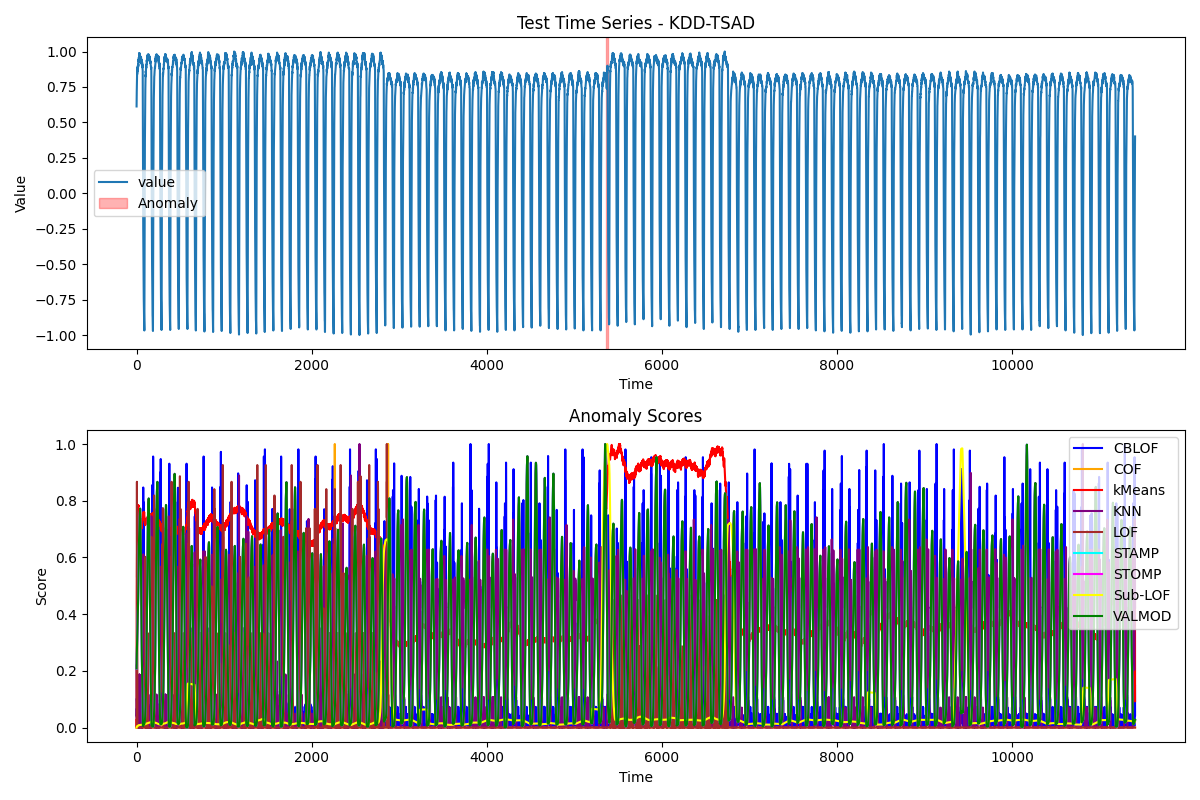 Test Time Series - KDD-TSAD
1.00
0.75
0.50
0.25
0.00
−0.25
−0.50
−0.75
−1.00
Value
value
Anomaly
0
2000
4000
6000
8000
10000
Time
Anomaly Scores
1.0
0.8
0.6
0.4
0.2
0.0
Score
CBLOF
COF
kMeans
KNN
LOF
STAMP
STOMP
Sub-LOF
VALMOD
0
2000
4000
6000
8000
10000
Time